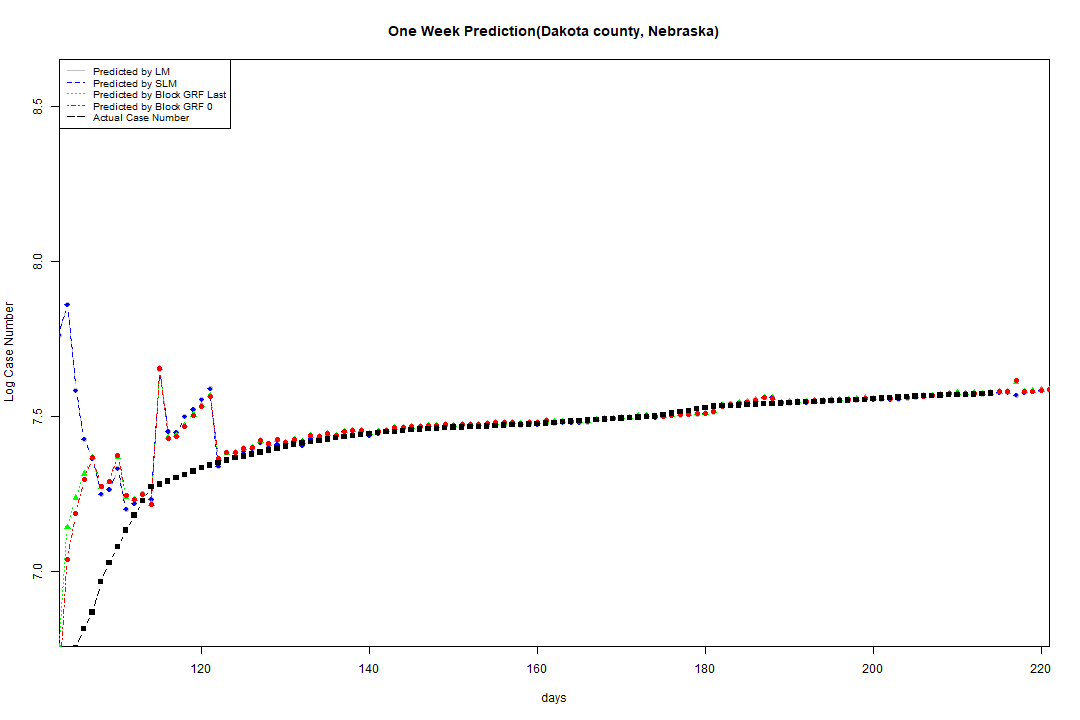 One Week Prediction(Dakota county, Nebraska)
Predicted by LM
Predicted by SLM
Predicted by Block GRF Last
Predicted by Block GRF 0
Actual Case Number
8.5
8.0
7.5
7.0
Log Case Number
120 140 160 180 200 220
days